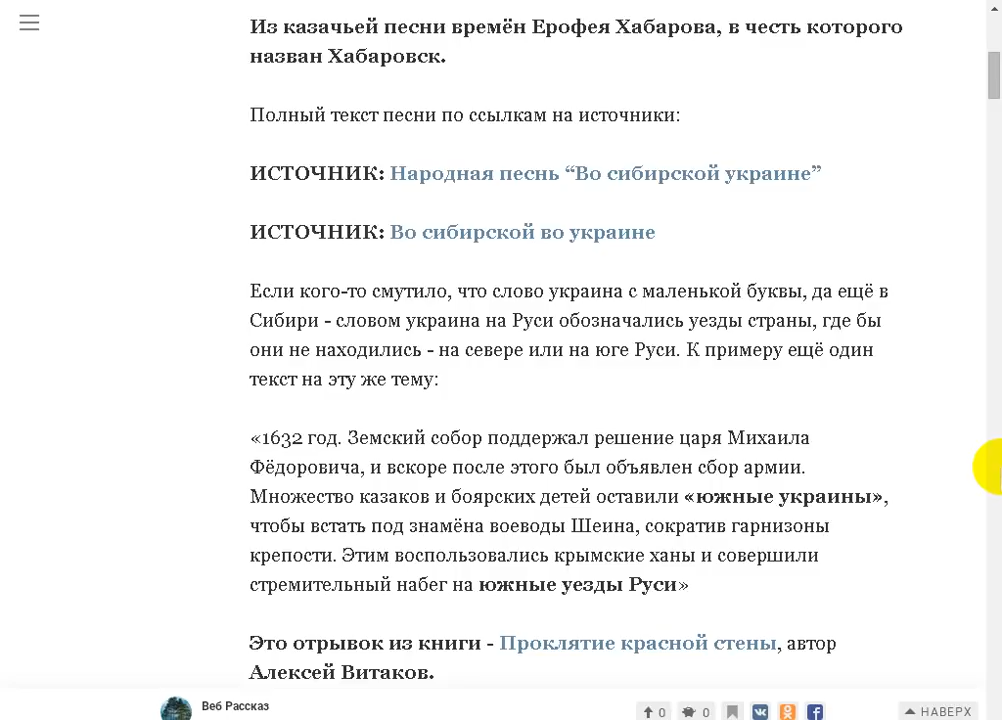 Из казачьей песни времён Ерофея Хабарова, в честь которого
назван Хабаровск.
Полный текст песни по ссылкам на источники:
ИСТОЧНИК: Народная песнь “Во сибирской украине”
ИСТОЧНИК: Во сибирской во украине
Если кого-то смутило, что слово украина с маленькой буквы, да ещё в
Сибири - словом украина на Руси обозначались уезды страны, где бы
они не находились - на севере или на юге Руси. К примеру ещё один
текст на эту же тему:
«1632 год. Земский собор поддержал решение царя Михаила
Фёдоровича, и вскоре после этого был объявлен сбор армии.
Множество казаков и боярских детей оставили «южные украины»,
чтобы встать под знамёна воеводы Шеина, сократив гарнизоны
крепости. Этим воспользовались крымские ханы и совершили
стремительный набег на южные уезды Руси»
Это отрывок из книги - Проклятие красной стены, автор
Алексей Витаков.
Веб Рассказ
0 0 НАВЕРХ